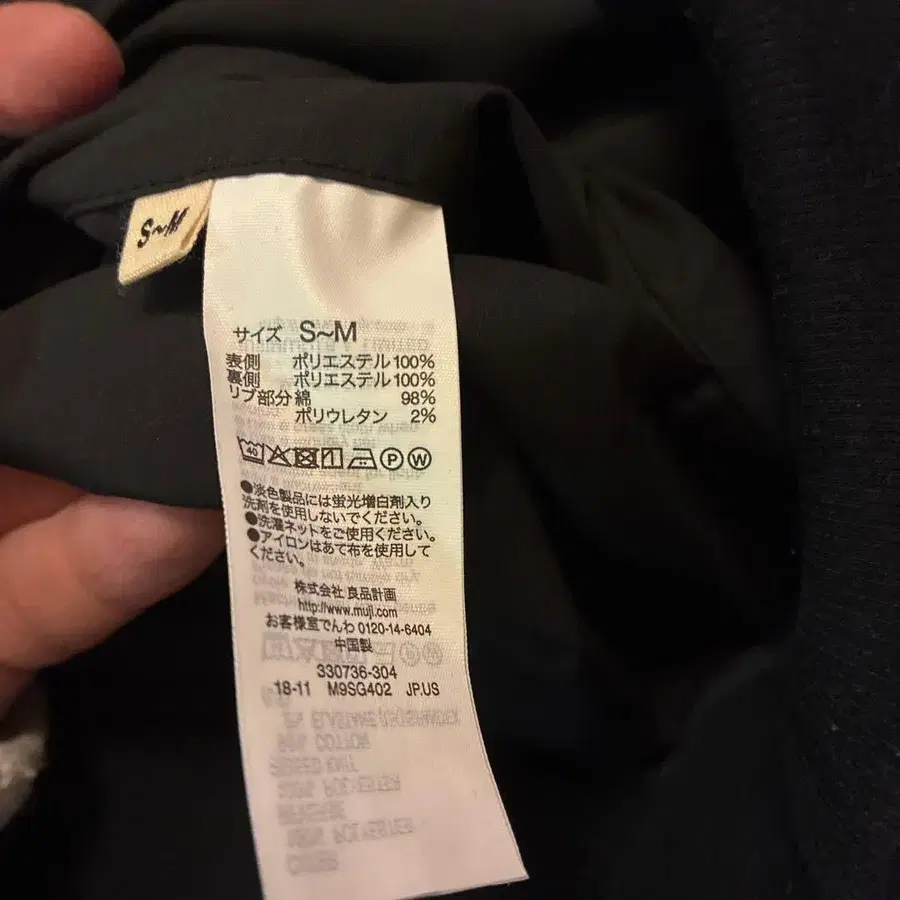 S~M
サイズ S~M
表側 ポリエステル100%
裏側 ポリエステル100%
リブ部分 綿 98%
ポリウレタン 2%
40 P W
●淡色製品には蛍光増白剤入り
洗剤を使用しないでください。
●洗濯ネットをご使用ください。
●アイロンはあて布を使用して
ください。
株式会社 良品計画
http://www.muji.com
お客様室でんわ 0120-14-6404
中国製
330736-304
18-11 M9SG402 JP.US